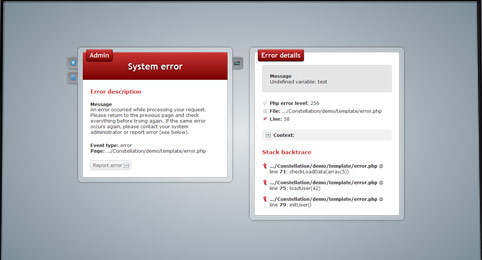 Admin
System error
Error description
Message
An error occurred while processing your request.
Please return to the previous page and check
everything before trying again. If the same error
occurs again, please contact your system
administrator or report error (see below).
Event type: error
Page: .../Constellation/demo/template/error.php
Report error
Error details
Message
Undefined variable: test
Php error level: 256
File: .../Constellation/demo/template/error.php
Line: 58
Context:
Stack backtrace
.../Constellation/demo/template/error.php @
line 71: checkLoadData(array(5))
.../Constellation/demo/template/error.php @
line 75: loadUser(42)
.../Constellation/demo/template/error.php @
line 79: initUser()